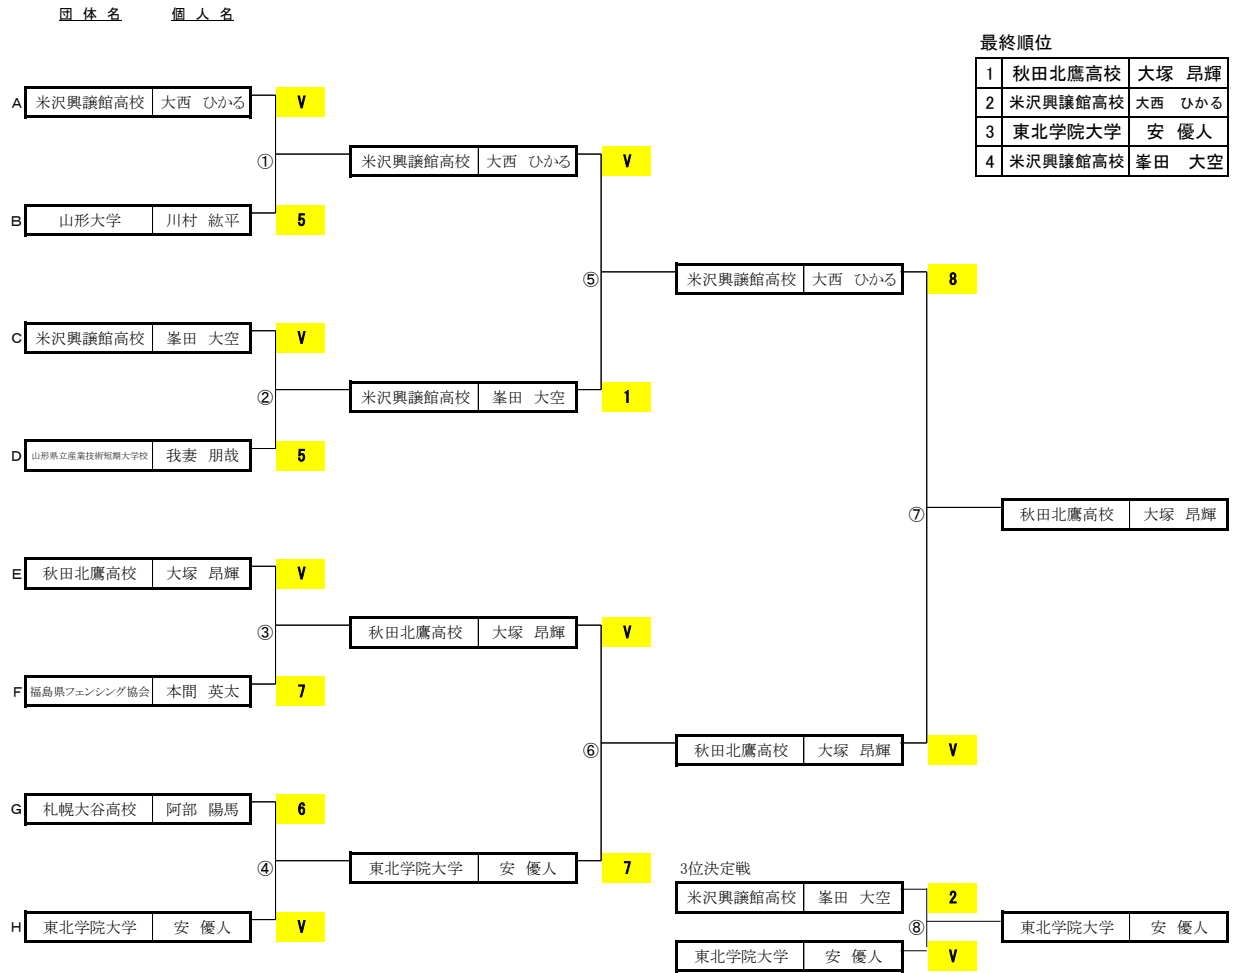 団 体 名 個 人 名
最終順位
1 秋田北鷹高校 大塚 昂輝
2 米沢興譲館高校 大西 ひかる
3 東北学院大学 安 優人
4 米沢興譲館高校 峯田 大空
A 米沢興譲館高校 大西 ひかる V
① 米沢興譲館高校 大西 ひかる V
B 山形大学 川村 紘平 5
⑤ 米沢興譲館高校 大西 ひかる 8
C 米沢興譲館高校 峯田 大空 V
② 米沢興譲館高校 峯田 大空 1
D 山形県立産業技術短期大学校 我妻 朋哉 5
⑦ 秋田北鷹高校 大塚 昂輝
E 秋田北鷹高校 大塚 昂輝 V
③ 秋田北鷹高校 大塚 昂輝 V
F 福島県フェンシング協会 本間 英太 7
⑥ 秋田北鷹高校 大塚 昂輝 V
G 札幌大谷高校 阿部 陽馬 6
④ 東北学院大学 安 優人 7
3位決定戦
米沢興譲館高校 峯田 大空 2
H 東北学院大学 安 優人 V
⑧ 東北学院大学 安 優人
東北学院大学 安 優人 V